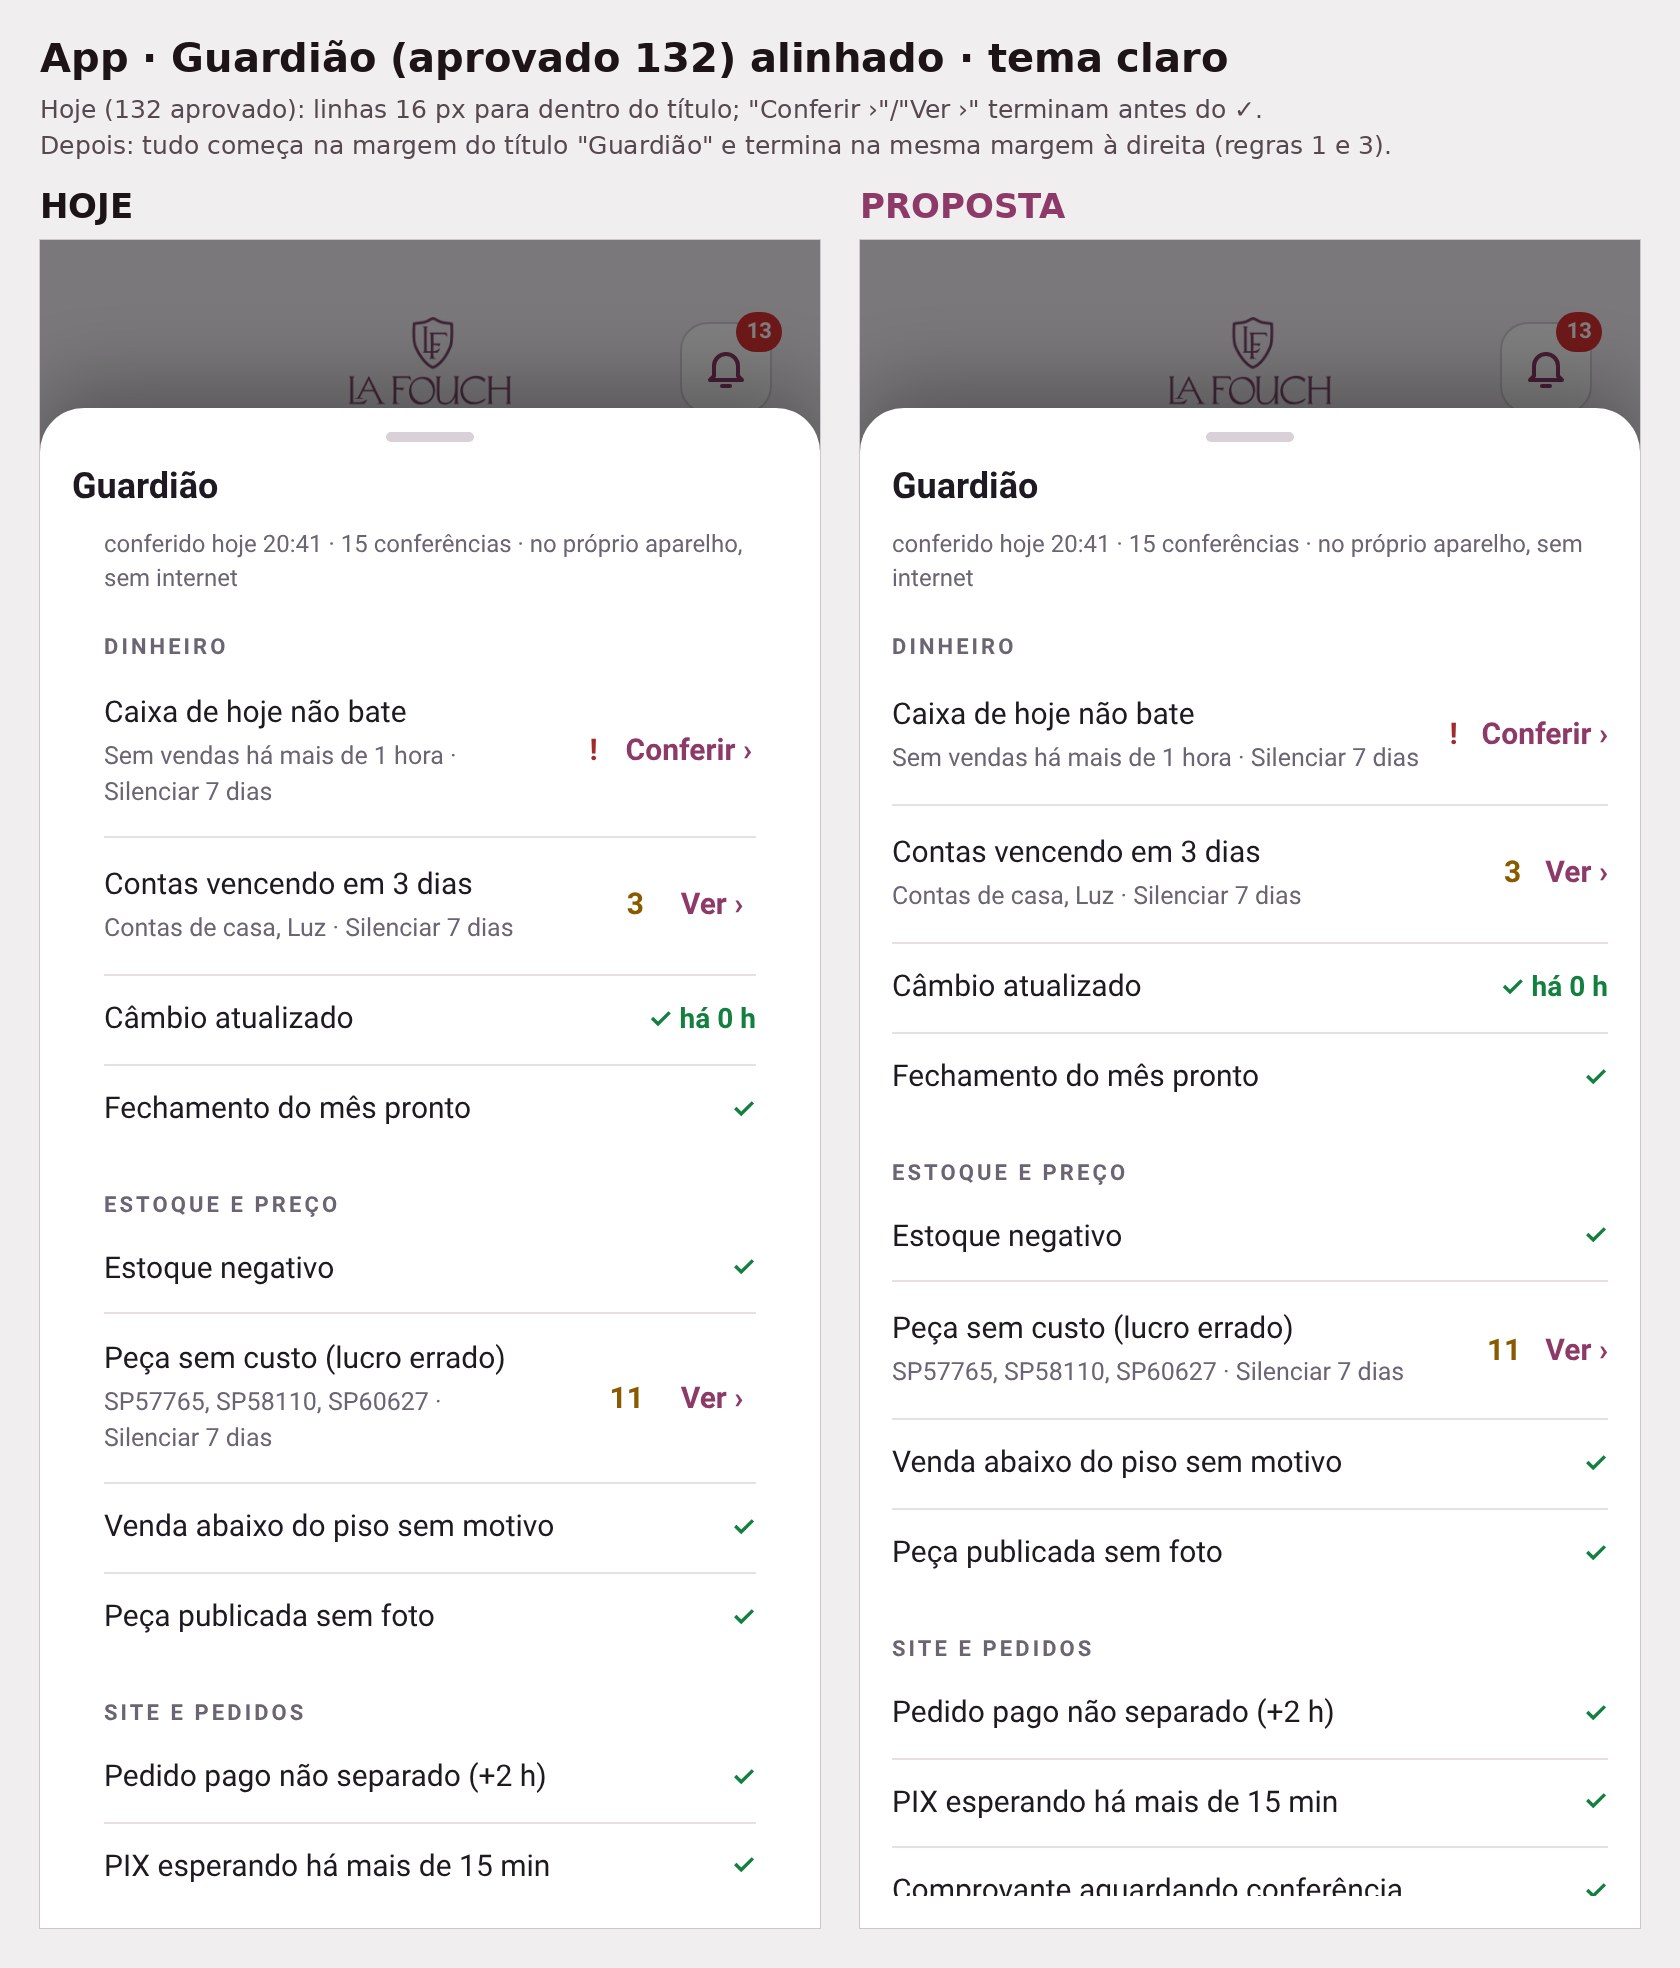 App · Guardião (aprovado 132) alinhado · tema claro
Hoje (132 aprovado): linhas 16 px para dentro do título; "Conferir ›"/"Ver ›" terminam antes do ✓.
Depois: tudo começa na margem do título "Guardião" e termina na mesma margem à direita (regras 1 e 3).
HOJE
LF
LA FOUCH
13
Guardião
conferido hoje 20:41 · 15 conferências · no próprio aparelho,
sem internet
DINHEIRO
Caixa de hoje não bate
Sem vendas há mais de 1 hora ·
Silenciar 7 dias
! Conferir ›
Contas vencendo em 3 dias
Contas de casa, Luz · Silenciar 7 dias
3 Ver ›
Câmbio atualizado ✓ há 0 h
Fechamento do mês pronto ✓
ESTOQUE E PREÇO
Estoque negativo ✓
Peça sem custo (lucro errado)
SP57765, SP58110, SP60627 ·
Silenciar 7 dias
11 Ver ›
Venda abaixo do piso sem motivo ✓
Peça publicada sem foto ✓
SITE E PEDIDOS
Pedido pago não separado (+2 h) ✓
PIX esperando há mais de 15 min ✓
PROPOSTA
LF
LA FOUCH
13
Guardião
conferido hoje 20:41 · 15 conferências · no próprio aparelho, sem
internet
DINHEIRO
Caixa de hoje não bate
Sem vendas há mais de 1 hora · Silenciar 7 dias
! Conferir ›
Contas vencendo em 3 dias
Contas de casa, Luz · Silenciar 7 dias
3 Ver ›
Câmbio atualizado ✓ há 0 h
Fechamento do mês pronto ✓
ESTOQUE E PREÇO
Estoque negativo ✓
Peça sem custo (lucro errado)
SP57765, SP58110, SP60627 · Silenciar 7 dias
11 Ver ›
Venda abaixo do piso sem motivo ✓
Peça publicada sem foto ✓
SITE E PEDIDOS
Pedido pago não separado (+2 h) ✓
PIX esperando há mais de 15 min ✓
Comprovante aguardando conferência ✓